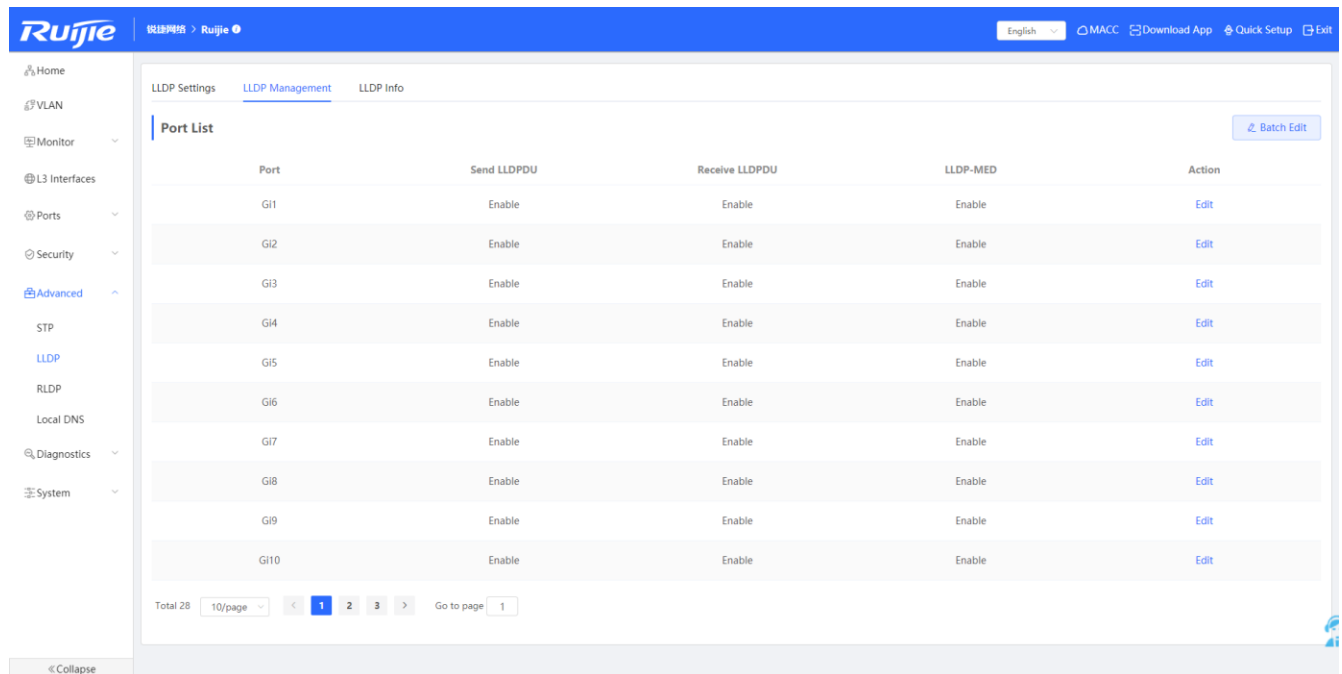 Ruijie 锐捷网络 > Ruijie English MACC Download App Quick Setup Exit
Home
VLAN
Monitor
L3 Interfaces
Ports
Security
Advanced
STP
LLDP
RLDP
Local DNS
Diagnostics
System
«Collapse
LLDP Settings LLDP Management LLDP Info
Port List Batch Edit
Port Send LLDPDU Receive LLDPDU LLDP-MED Action
Gi1 Enable Enable Enable Edit
Gi2 Enable Enable Enable Edit
Gi3 Enable Enable Enable Edit
Gi4 Enable Enable Enable Edit
Gi5 Enable Enable Enable Edit
Gi6 Enable Enable Enable Edit
Gi7 Enable Enable Enable Edit
Gi8 Enable Enable Enable Edit
Gi9 Enable Enable Enable Edit
Gi10 Enable Enable Enable Edit
Total 28 10/page < 1 2 3 > Go to page 1